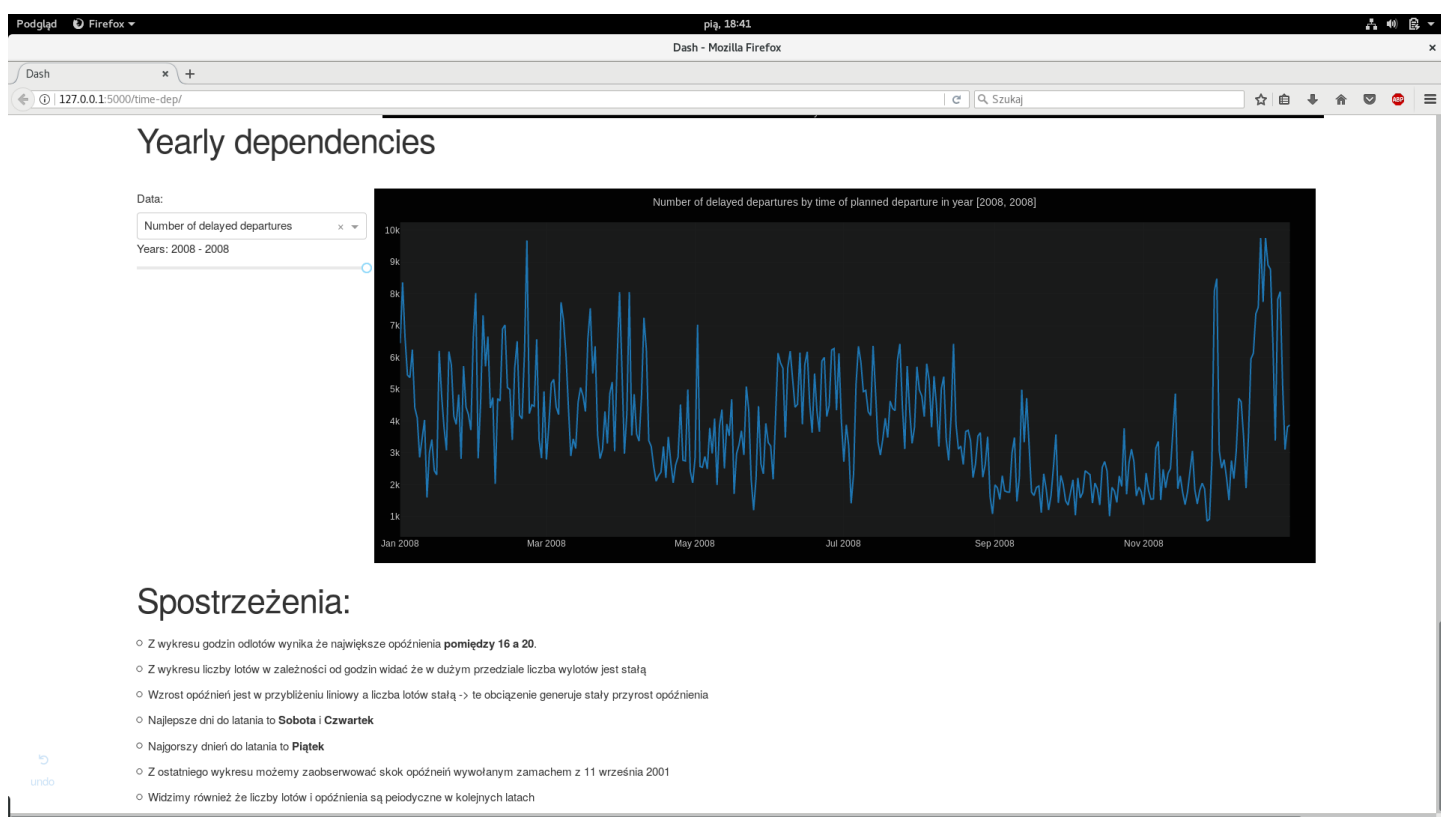 Podgląd Firefox pią, 18:41
Dash - Mozilla Firefox
Dash
127.0.0.1:5000/time-dep/ Szukaj ABP
Yearly dependencies
Data:
Number of delayed departures
Years: 2008 - 2008
Number of delayed departures by time of planned departure in year [2008, 2008]
10k
9k
8k
7k
6k
5k
4k
3k
2k
1k
Jan 2008 Mar 2008 May 2008 Jul 2008 Sep 2008 Nov 2008
Spostrzeżenia:
Z wykresu godzin odlotów wynika że największe opóźnienia pomiędzy 16 a 20.
Z wykresu liczby lotów w zależności od godzin widać że w dużym przedziale liczba wylotów jest stałą
Wzrost opóźnień jest w przybliżeniu liniowy a liczba lotów stałą -> te obciązenie generuje stały przyrost opóźnienia
Najlepsze dni do latania to Sobota i Czwartek
Najgorszy dnień do latania to Piątek
Z ostatniego wykresu możemy zaobserwować skok opóźneiń wywołanym zamachem z 11 września 2001
Widzimy również że liczby lotów i opóźnienia są peiodyczne w kolejnych latach
undo